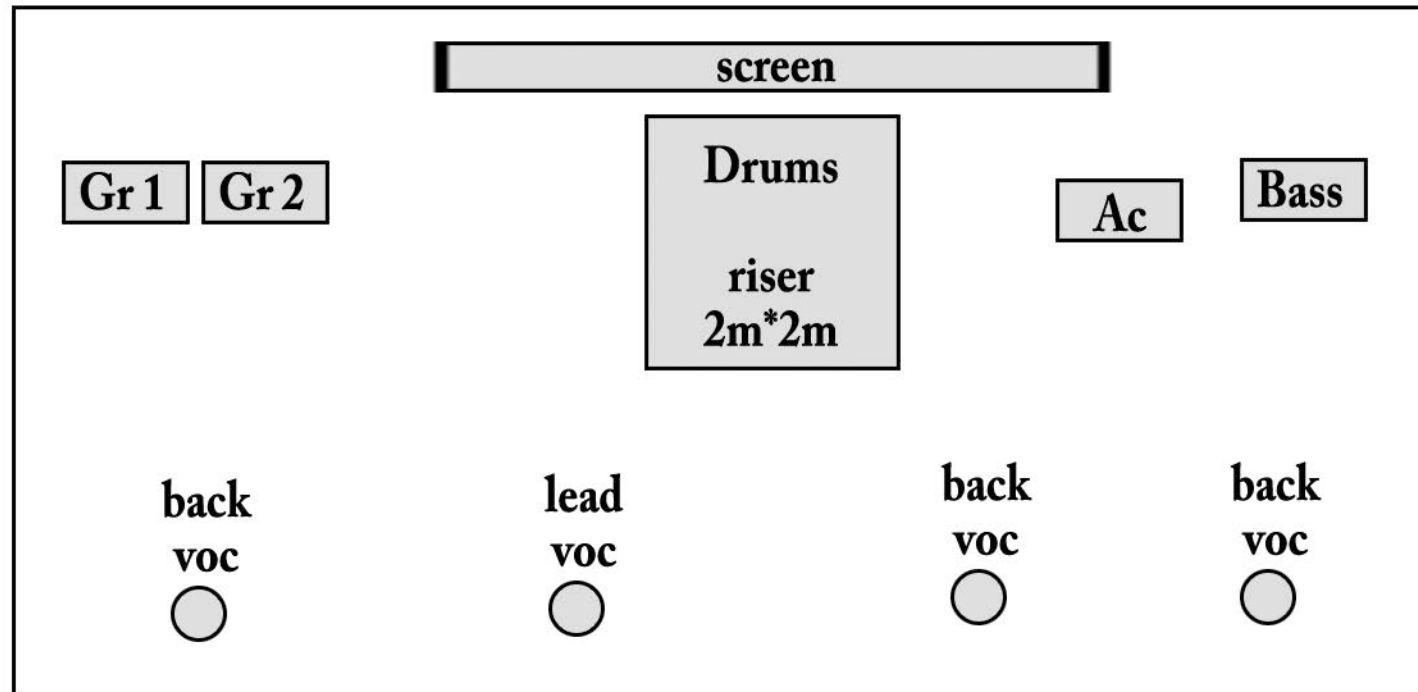 screen
Drums
riser
2m*2m
Gr 1
Gr 2
Ac
Bass
back
voc
lead
voc
back
voc
back
voc